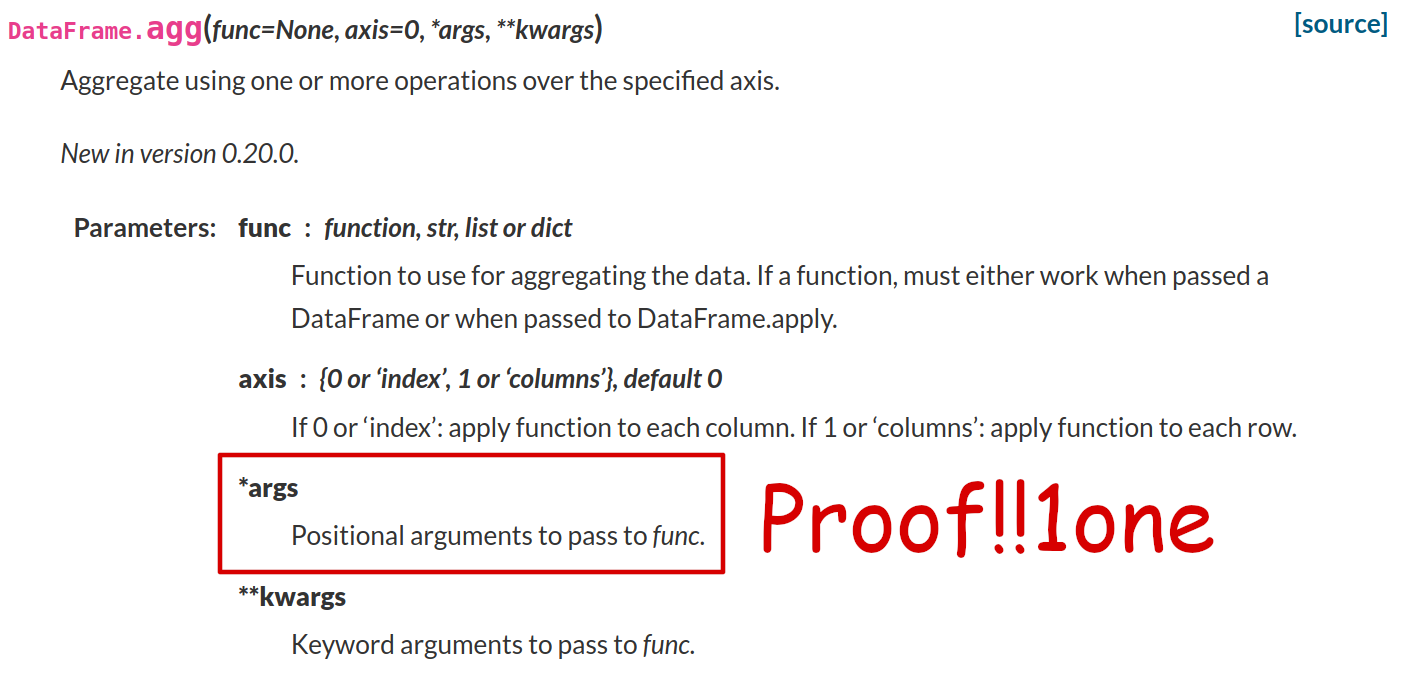 DataFrame.agg(func=None, axis=0, *args, **kwargs) [source]
Aggregate using one or more operations over the specified axis.
New in version 0.20.0.
Parameters: func : function, str, list or dict
Function to use for aggregating the data. If a function, must either work when passed a
DataFrame or when passed to DataFrame.apply.
axis : {0 or ‘index’, 1 or ‘columns’}, default 0
If 0 or ‘index’: apply function to each column. If 1 or ‘columns’: apply function to each row.
*args
Positional arguments to pass to func.
Proof!!1one
**kwargs
Keyword arguments to pass to func.